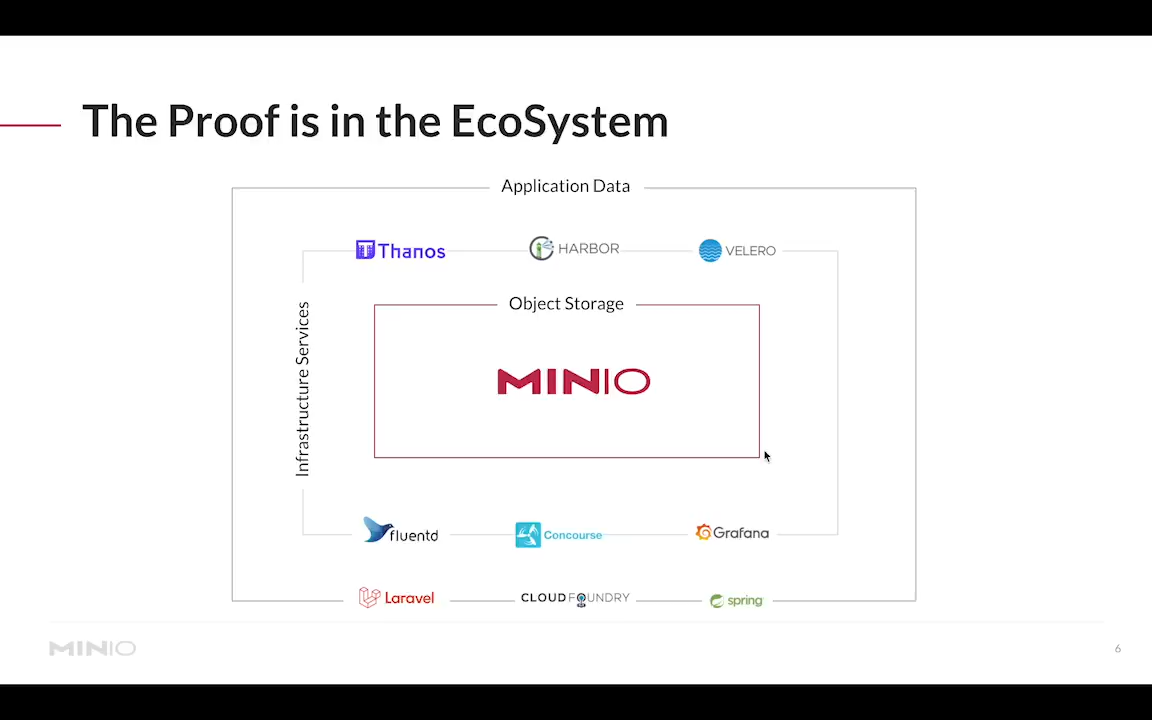 The Proof is in the EcoSystem
Application Data
Thanos
HARBOR
VELERO
Object Storage
Infrastructure Services
MINIO
fluentd
Concourse
Grafana
Laravel
CLOUD FOUNDRY
spring
MINIO
6